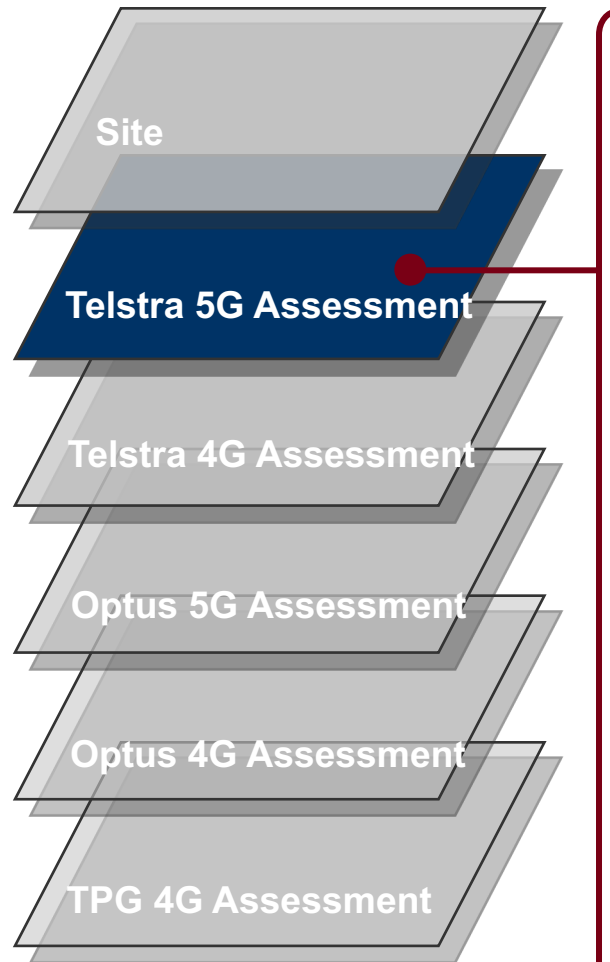 Site
Telstra 5G Assessment
Telstra 4G Assessment
Optus 5G Assessment
Optus 4G Assessment
TPG 4G Assessment